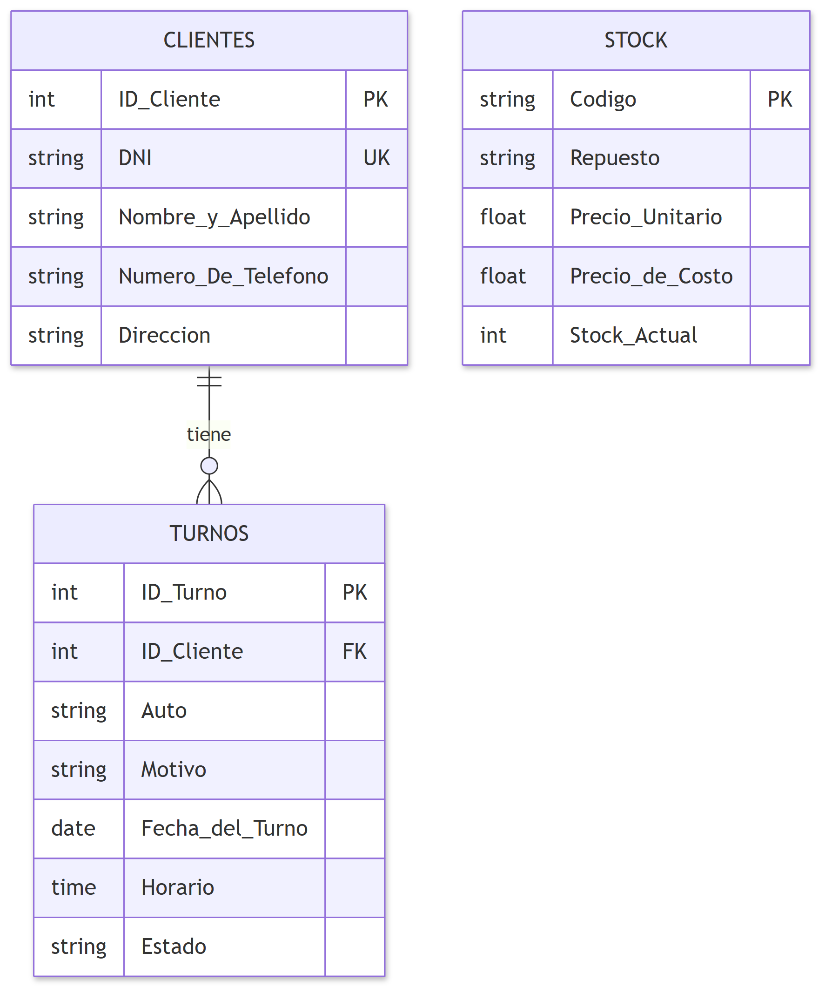 CLIENTES
int ID_Cliente PK
string DNI UK
string Nombre_y_Apellido
string Numero_De_Telefono
string Direccion
STOCK
string Codigo PK
string Repuesto
float Precio_Unitario
float Precio_de_Costo
int Stock_Actual
tiene
TURNOS
int ID_Turno PK
int ID_Cliente FK
string Auto
string Motivo
date Fecha_del_Turno
time Horario
string Estado